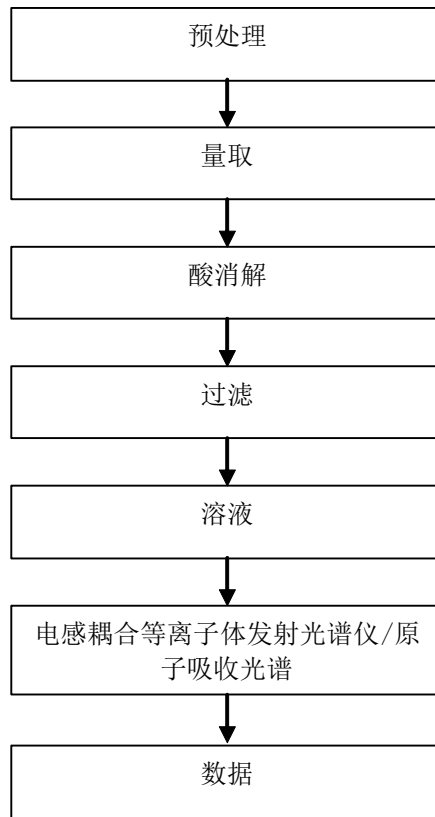 预处理
量取
酸消解
过滤
溶液
电感耦合等离子体发射光谱仪/原
子吸收光谱
数据